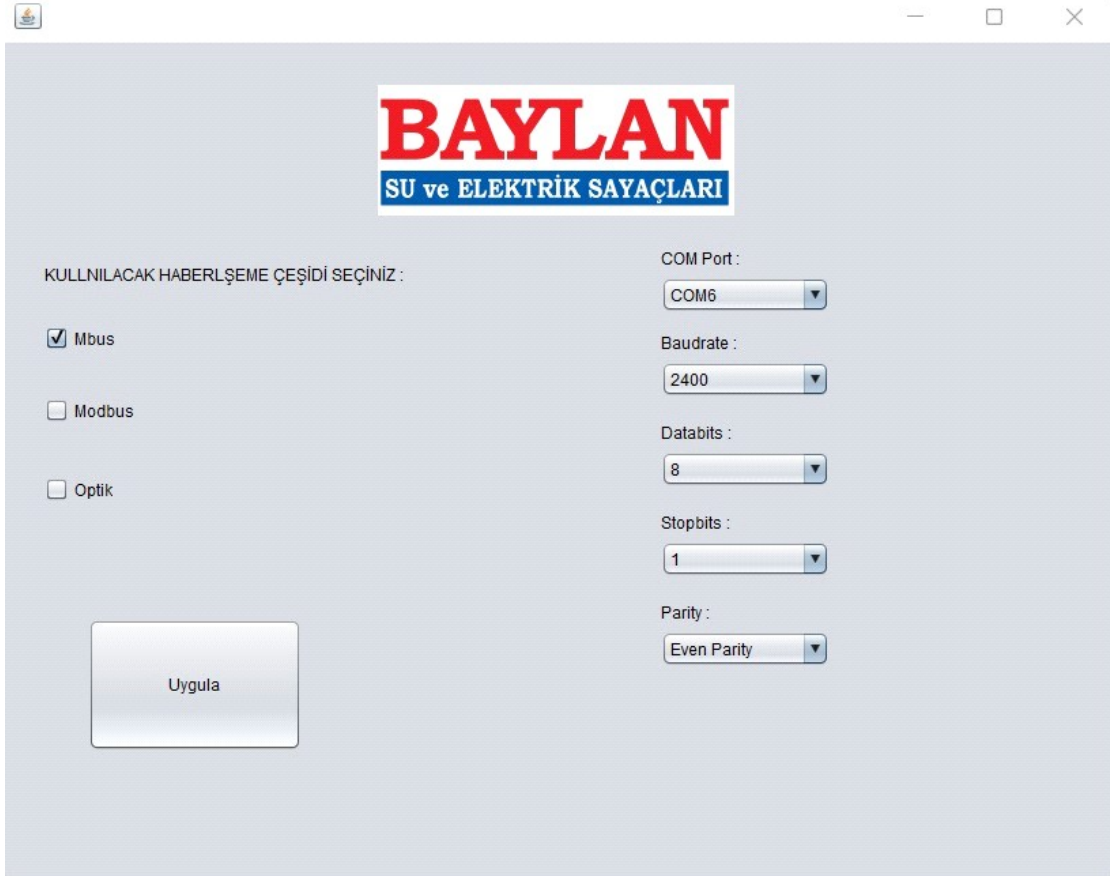 BAYLAN
SU ve ELEKTRİK SAYAÇLARI
KULLNILACAK HABERLŞEME ÇEŞİDİ SEÇİNİZ :
Mbus
Modbus
Optik
Uygula
COM Port :
COM6
Baudrate :
2400
Databits :
8
Stopbits :
1
Parity :
Even Parity